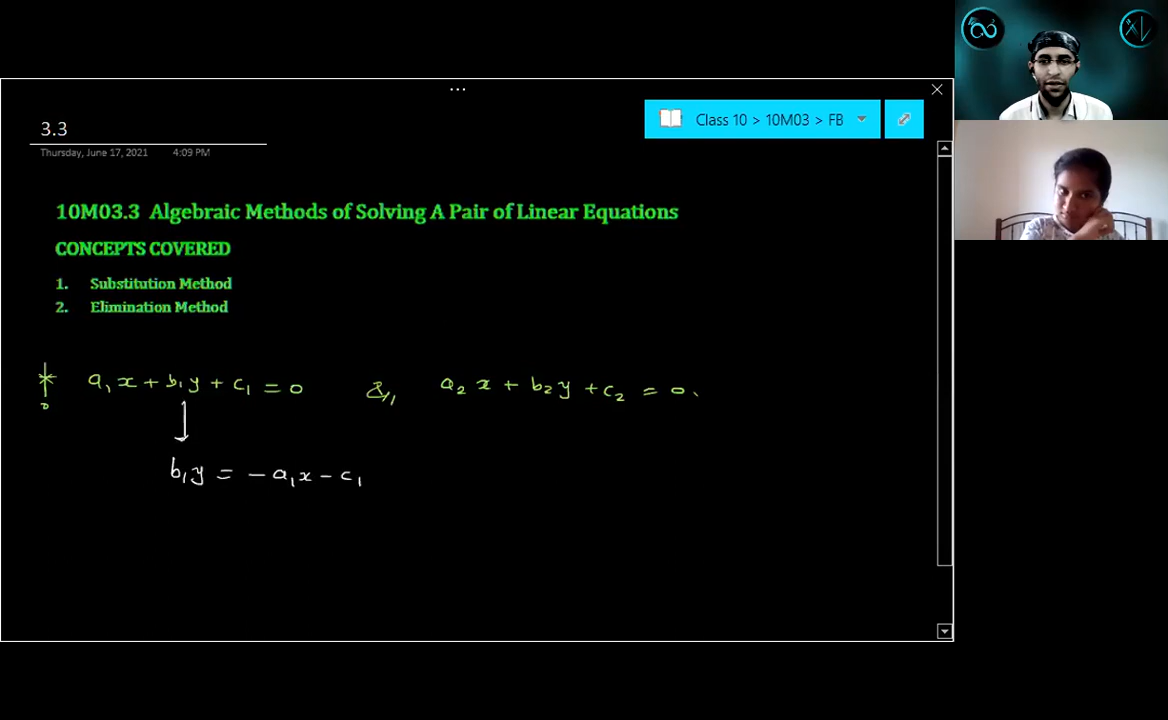 ...
3.3
Class 10 > 10M03 > FB
Thursday, June 17, 2021 4:09 PM
10M03.3 Algebraic Methods of Solving A Pair of Linear Equations
CONCEPTS COVERED
1. Substitution Method
2. Elimination Method
a₁x + b₁y + c₁ = 0 &, a₂x + b₂y + c₂ = 0.
b₁y = -a₁x - c₁